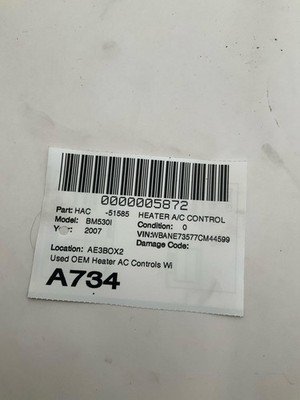 0000005872
Part: HAC -51585 HEATER A/C CONTROL
Model: BM530I Condition: 0
2007 VIN:WBANE73577CM44599
Damage Code:
Location: AE3BOX2
Used OEM Heater AC Controls Wi
A734